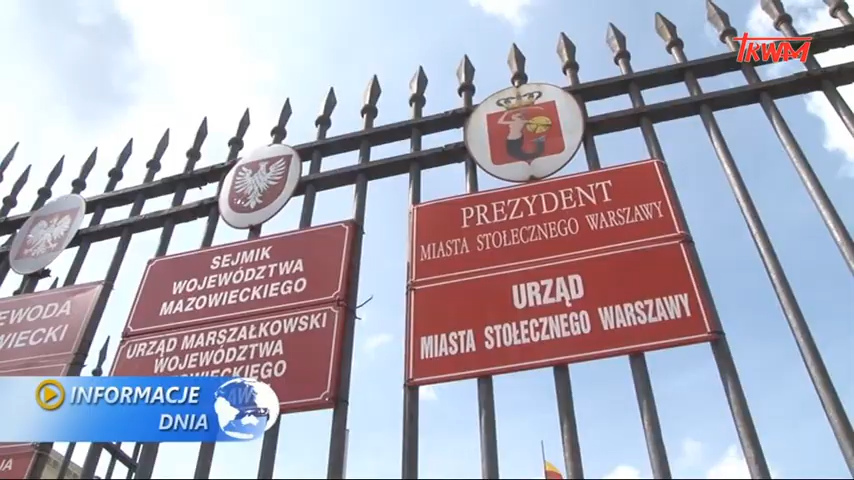 TRWAM
PREZYDENT
MIASTA STOŁECZNEGO WARSZAWY
URZĄD
MIASTA STOŁECZNEGO WARSZAWY
SEJMIK
WOJEWÓDZTWA
MAZOWIECKIEGO
URZĄD MARSZAŁKOWSKI
WOJEWÓDZTWA
WIECKIEGO
EWODA
WIECKI
INFORMACJE
DNIA